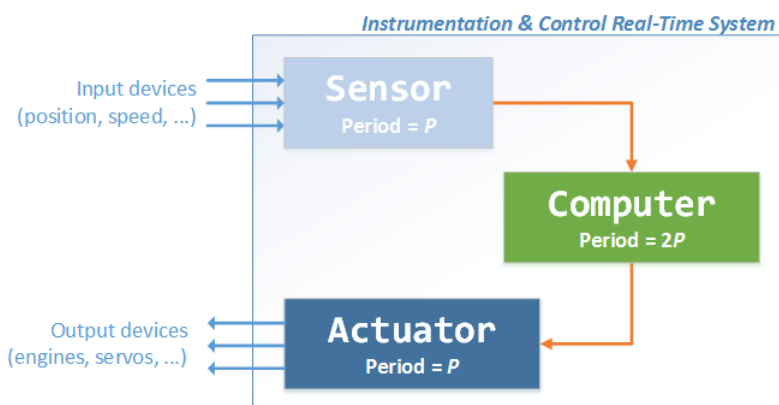 Instrumentation & Control Real-Time System
Input devices
(position, speed, ...)
Sensor
Period = P
Computer
Period = 2P
Output devices
(engines, servos, ...)
Actuator
Period = P